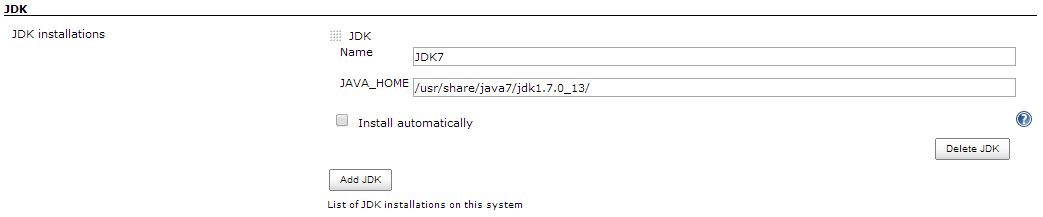 JDK
JDK installations
JDK
Name
JDK7
JAVA_HOME
/usr/share/java7/jdk1.7.0_13/
Install automatically
?
Delete JDK
Add JDK
List of JDK installations on this system